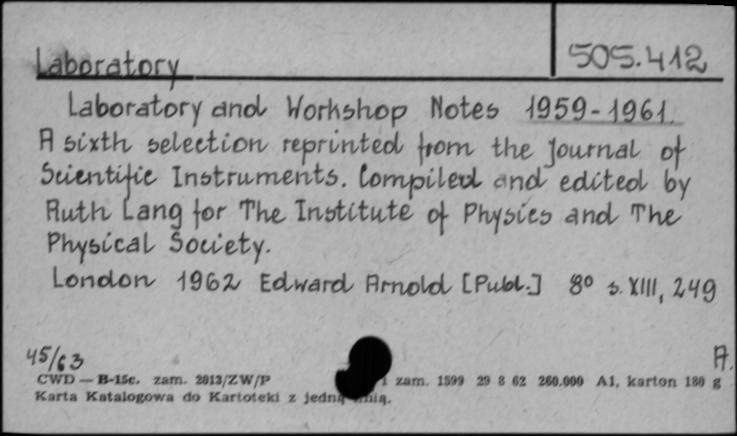 505.412
Laboratory
Laboratory and Workshop Notes 1959-1961.
A sixth selection reprinted from the Journal of
Scientific Instruments. Compiled and edited by
Ruth Lang for The Institute of Physics and The
Physical Society.
London 1962 Edward Arnold [Publ.] 8° s. XIII, 249
45/63 A.
CWD — B-15c. zam. 2013/ZW/P zam. 1599 29 8 62 260.000 A1, karton 180 g
Karta Katalogowa do Kartoteki z jedną